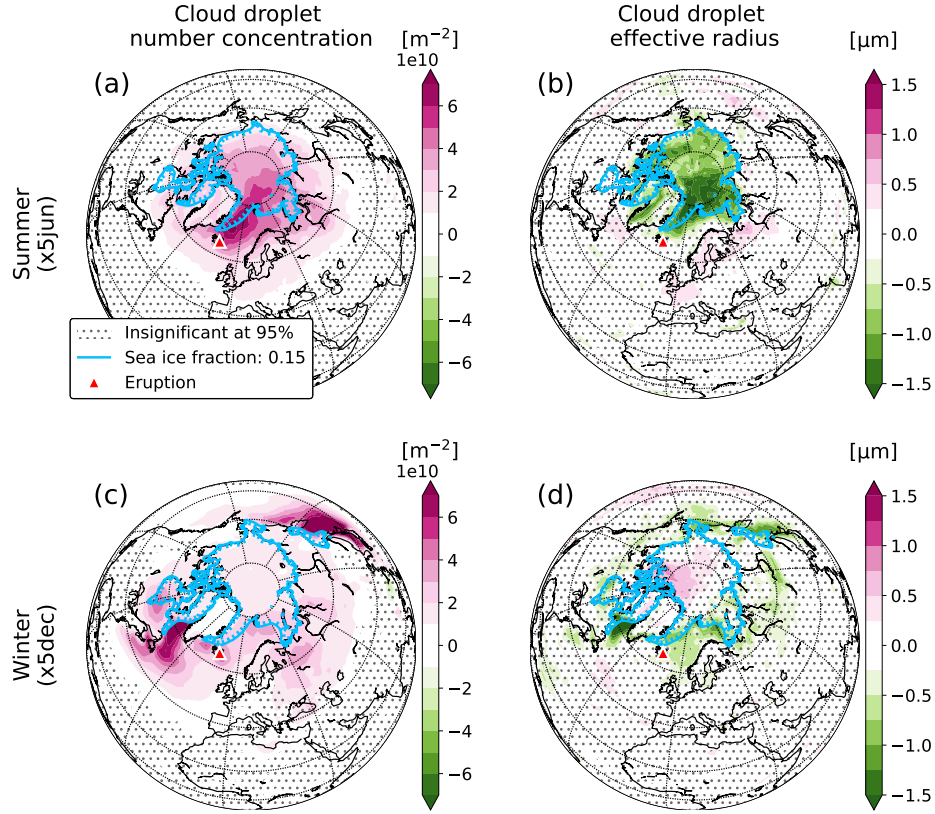 Cloud droplet
number concentration
Cloud droplet
effective radius
[m⁻²]
1e10
[µm]
Summer
(x5jun)
(a)
6
4
2
0
−2
−4
−6
(b)
1.5
1.0
0.5
0.0
−0.5
−1.0
−1.5
Insignificant at 95%
Sea ice fraction: 0.15
Eruption
[m⁻²]
1e10
[µm]
Winter
(x5dec)
(c)
6
4
2
0
−2
−4
−6
(d)
1.5
1.0
0.5
0.0
−0.5
−1.0
−1.5